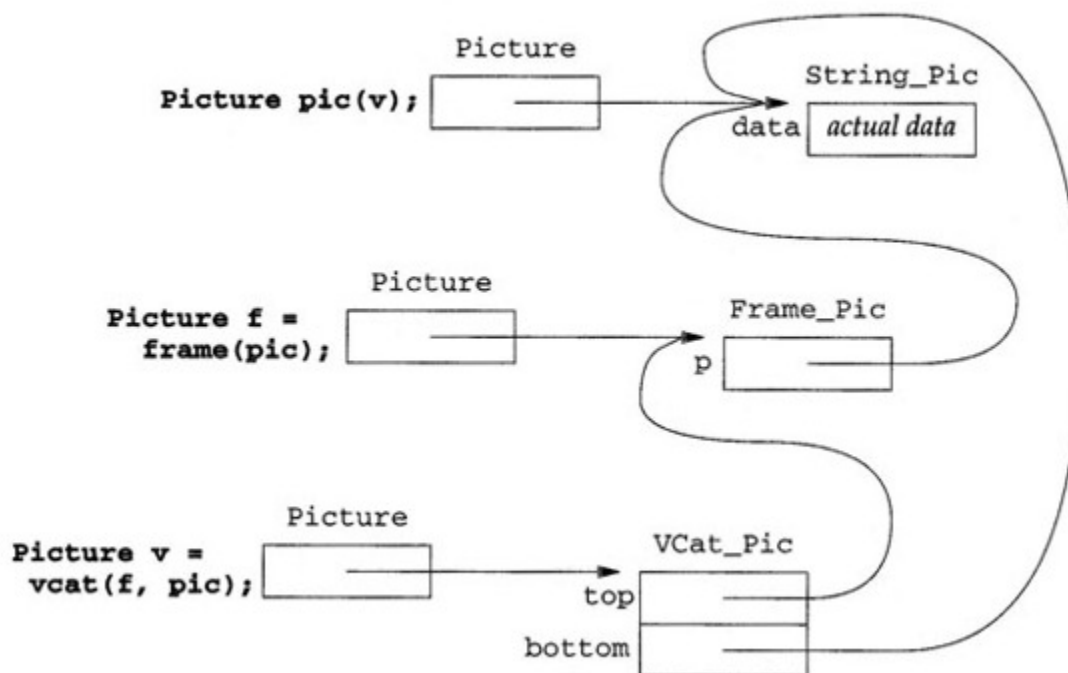 Picture
String_Pic
Picture pic(v);
data
actual data
Picture
Frame_Pic
Picture f =
frame(pic);
p
Picture
VCat_Pic
Picture v =
vcat(f, pic);
top
bottom